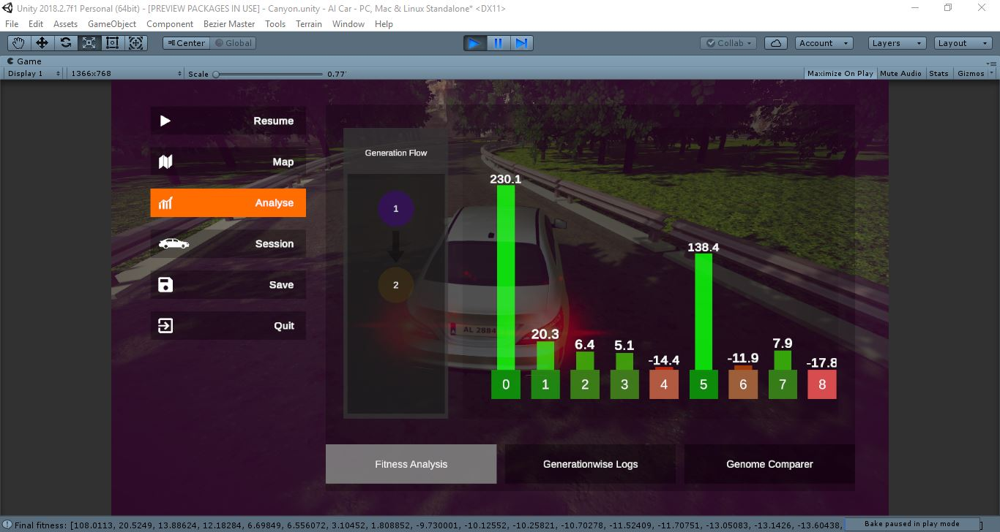 Unity 2018.2.7f1 Personal (64bit) - [PREVIEW PACKAGES IN USE] - Canyon.unity - AI Car - PC, Mac & Linux Standalone* <DX11>
File Edit Assets GameObject Component Bezier Master Tools Terrain Window Help
Center Global Collab Account Layers Layout
Game
Display 1 1366x768 Scale 0.77 Maximize On Play Mute Audio Stats Gizmos
Resume
Map
Analyse
Session
Save
Quit
Generation Flow
1
2
AL 2884
230.1
138.4
20.3
6.4
5.1
-14.4
-11.9
7.9
-17.8
0 1 2 3 4 5 6 7 8
Fitness Analysis Generationwise Logs Genome Comparer
Final fitness: [108.0113, 20.5249, 13.88624, 12.18284, 6.69849, 6.556072, 3.10452, 1.808852, -9.730001, -10.12552, -10.25821, -10.70278, -11.52409, -11.70751, -13.05083, -13.1426, -13.60438,
Bake paused in play mode